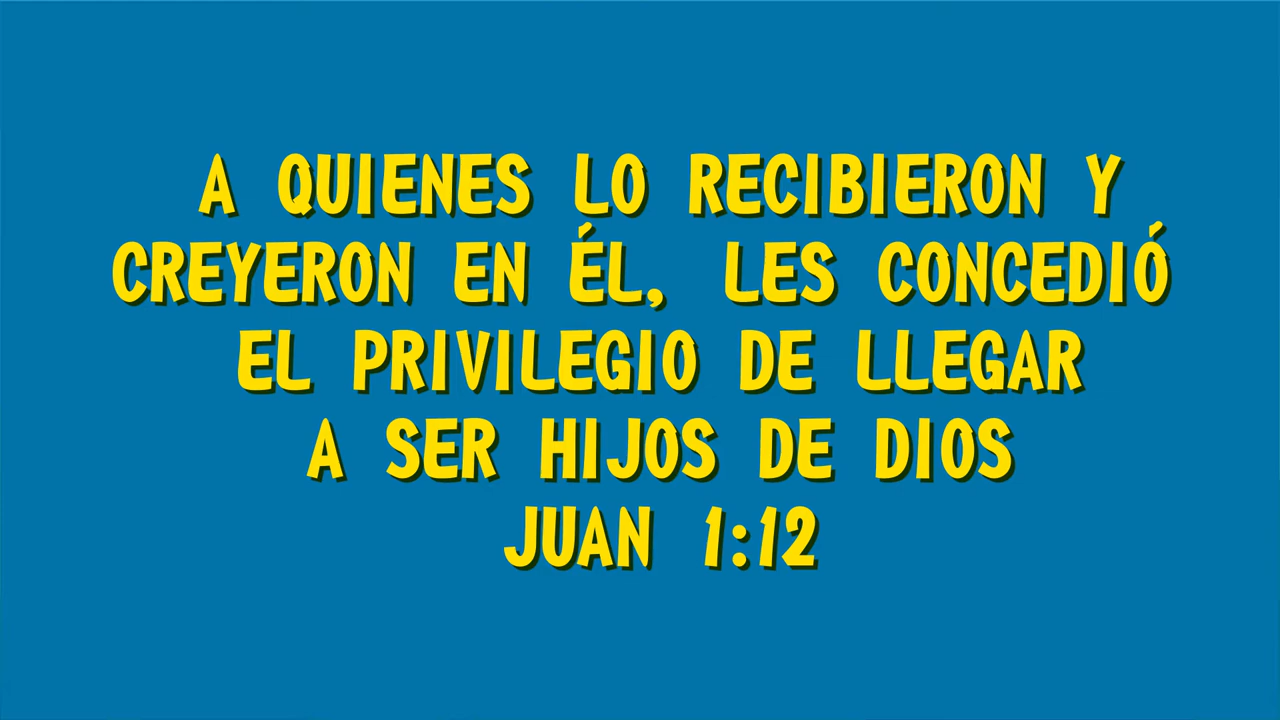 A QUIENES LO RECIBIERON Y
CREYERON EN ÉL, LES CONCEDIÓ
EL PRIVILEGIO DE LLEGAR
A SER HIJOS DE DIOS
JUAN 1:12